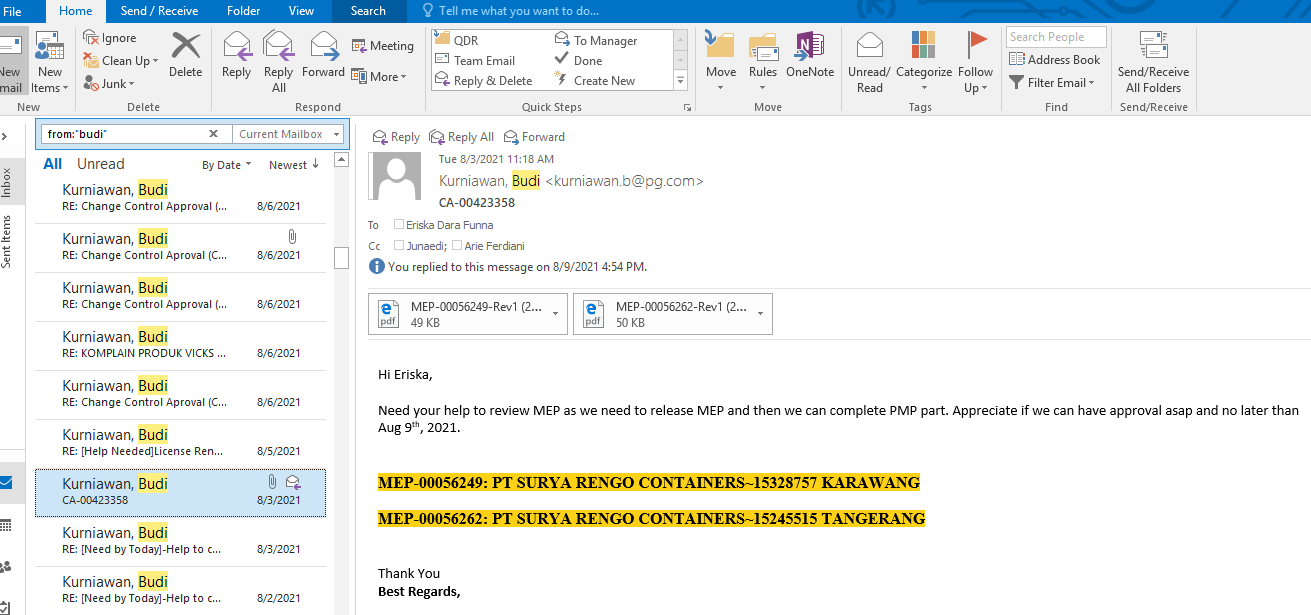 File Home Send / Receive Folder View Search Tell me what you want to do...
New Email
New Items
Ignore
Clean Up
Junk
Delete
Reply
Reply All
Forward
Meeting
More
QDR
Team Email
Reply & Delete
To Manager
Done
Create New
Move
Rules
OneNote
Unread/ Read
Categorize
Follow Up
Search People
Address Book
Filter Email
Send/Receive All Folders
New Delete Respond Quick Steps Move Tags Find Send/Receive
Inbox
Sent Items
from:"budi" Current Mailbox
All Unread By Date Newest
Kurniawan, Budi
RE: Change Control Approval (... 8/6/2021
Kurniawan, Budi
RE: Change Control Aproval (C... 8/6/2021
Kurniawan, Budi
RE: Change Control Approval (... 8/6/2021
Kurniawan, Budi
RE: KOMPLAIN PRODUK VICKS ... 8/6/2021
Kurniawan, Budi
RE: Change Control Aproval (C... 8/6/2021
Kurniawan, Budi
RE: [Help Needed]License Ren... 8/5/2021
Kurniawan, Budi
CA-00423358 8/3/2021
Kurniawan, Budi
RE: [Need by Today]-Help to c... 8/3/2021
Kurniawan, Budi
RE: [Need by Today]-Help to c... 8/2/2021
Reply Reply All Forward
Tue 8/3/2021 11:18 AM
Kurniawan, Budi <kurniawan.b@pg.com>
CA-00423358
To Eriska Dara Funna
Cc Junaedi; Arie Ferdiani
You replied to this message on 8/9/2021 4:54 PM.
MEP-00056249-Rev1 (2...
49 KB
MEP-00056262-Rev1 (2...
50 KB
Hi Eriska,
Need your help to review MEP as we need to release MEP and then we can complete PMP part. Appreciate if we can have approval asap and no later than
Aug 9th, 2021.
MEP-00056249: PT SURYA RENGO CONTAINERS~15328757 KARAWANG
MEP-00056262: PT SURYA RENGO CONTAINERS~15245515 TANGERANG
Thank You
Best Regards,